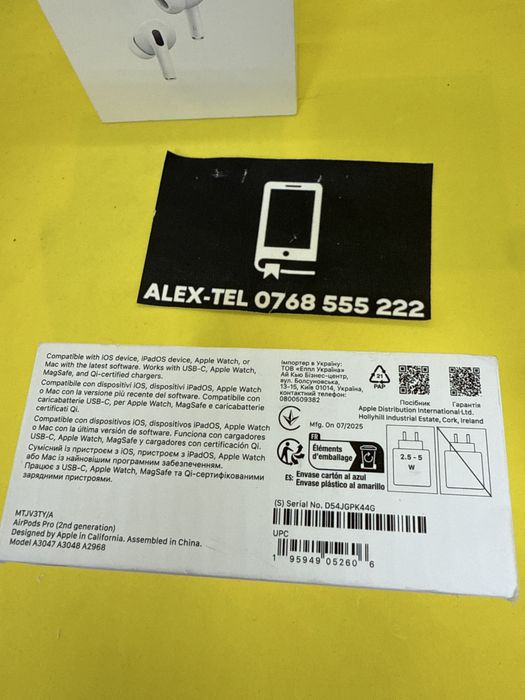 ALEX-TEL 0768 555 222
Compatible with iOS device, iPadOS device, Apple Watch, or
Mac with the latest software. Works with USB-C, Apple Watch,
MagSafe, and Qi-certified chargers.
Compatibile con dispositivi iOS, dispositivi iPadOS, Apple Watch
o Mac con la versione più recente del software. Compatibile con
caricabatterie USB-C, per Apple Watch, MagSafe e caricabatterie
certificati Qi.
Compatible con dispositivos iOS, dispositivos iPadOS, Apple Watch
o Mac con la última versión de software. Funciona con cargadores
USB-C, Apple Watch, MagSafe y cargadores con certificación Qi.
Сумісний із пристроєм з iOS, пристроєм з iPadOS, Apple Watch
або Mac із найновішим програмним забезпеченням.
Працює з USB-C, Apple Watch, MagSafe та Qi-сертифікованими
зарядними пристроями.
MTJV3TY/A
AirPods Pro (2nd generation)
Designed by Apple in California. Assembled in China.
Model A3047 A3048 A2968
Імпортер в Україну:
ТОВ «Еппл Україна»
Ай Кью Бізнес-центр,
вул. Болсуновська,
13-15, Київ 01014, Україна,
контактний телефон:
0800509382
21
PAP
Посібник
Гарантія
Apple Distribution International Ltd.
Hollyhill Industrial Estate, Cork, Ireland
Mfg. On 07/2025
FR
Éléments
d'emballage
ES: Envase cartón al azul
Envase plástico al amarillo
2.5 - 5
W
(S) Serial No. D54JGPK44G
UPC
1 95949 05260 6